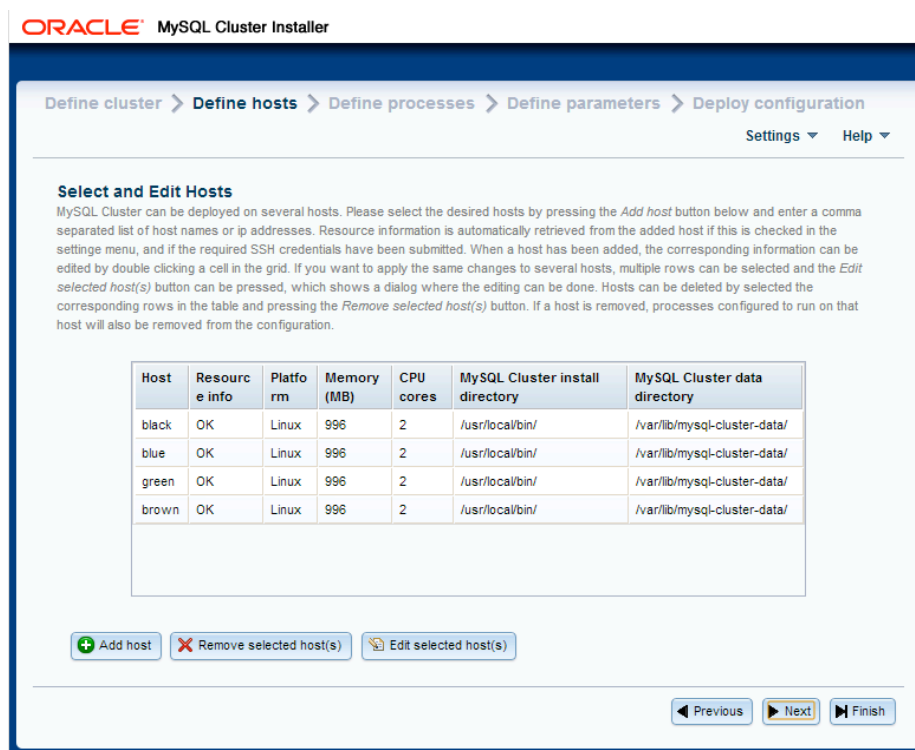 ORACLE® MySQL Cluster Installer
Define cluster > Define hosts > Define processes > Define parameters > Deploy configuration
Settings Help
Select and Edit Hosts
MySQL Cluster can be deployed on several hosts. Please select the desired hosts by pressing the Add host button below and enter a comma
separated list of host names or ip addresses. Resource information is automatically retrieved from the added host if this is checked in the
settinge menu, and if the required SSH credentials have been submitted. When a host has been added, the corresponding information can be
edited by double clicking a cell in the grid. If you want to apply the same changes to several hosts, multiple rows can be selected and the Edit
selected host(s) button can be pressed, which shows a dialog where the editing can be done. Hosts can be deleted by selected the
corresponding rows in the table and pressing the Remove selected host(s) button. If a host is removed, processes configured to run on that
host will also be removed from the configuration.
Host Resourc Platfo Memory CPU MySQL Cluster install MySQL Cluster data
e info rm (MB) cores directory directory
black OK Linux 996 2 /usr/local/bin/ /var/lib/mysql-cluster-data/
blue OK Linux 996 2 /usr/local/bin/ /var/lib/mysql-cluster-data/
green OK Linux 996 2 /usr/local/bin/ /var/lib/mysql-cluster-data/
brown OK Linux 996 2 /usr/local/bin/ /var/lib/mysql-cluster-data/
Add host Remove selected host(s) Edit selected host(s)
Previous Next Finish